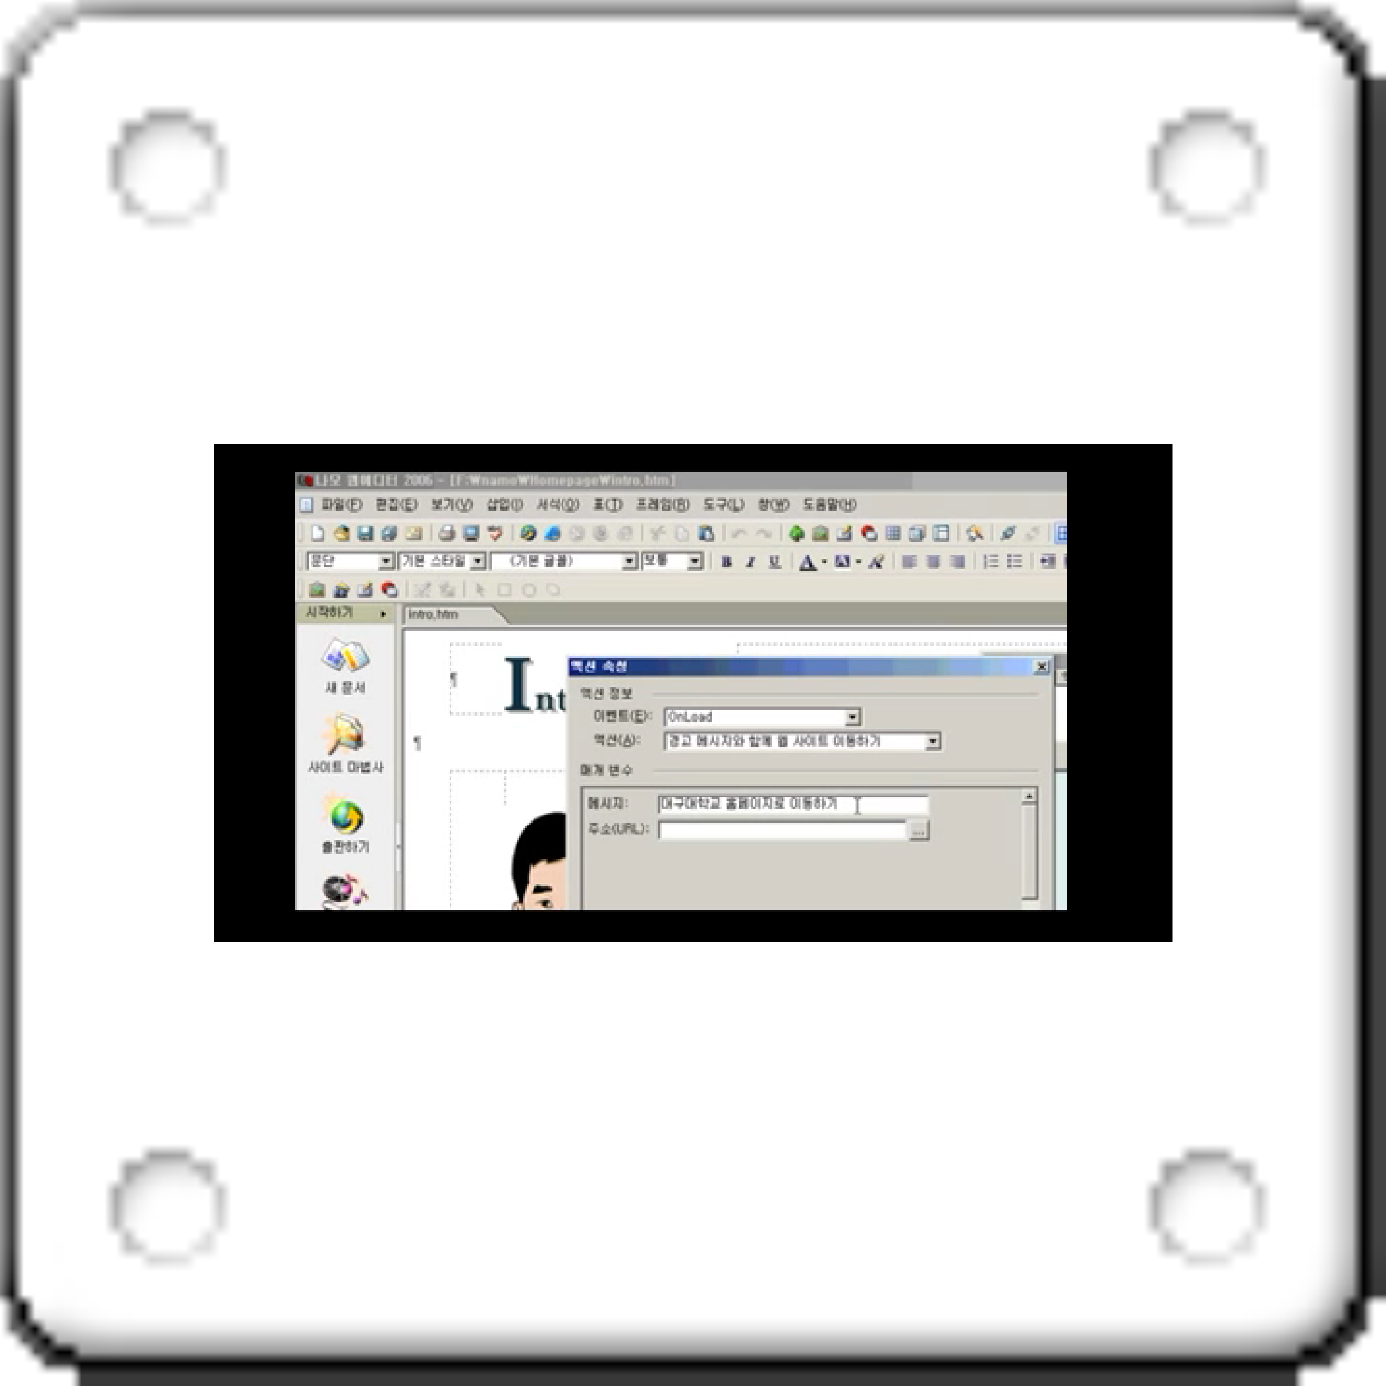 나모 웹에디터 2006 - [F:₩namo₩Homepage₩intro.htm]
파일(F) 편집(E) 보기(V) 삽입(I) 서식(O) 표(T) 프레임(R) 도구(L) 창(W) 도움말(H)
문단 기본 스타일 (기본 글꼴) 보통 B I U A
시작하기 intro.htm
새 문서
사이트 마법사
출판하기
Int
액션 속성
액션 정보
이벤트(E): OnLoad
액션(A): 경고 메시지와 함께 웹 사이트 이동하기
매개 변수
메시지: 대구대학교 홈페이지로 이동하기
주소(URL): ...